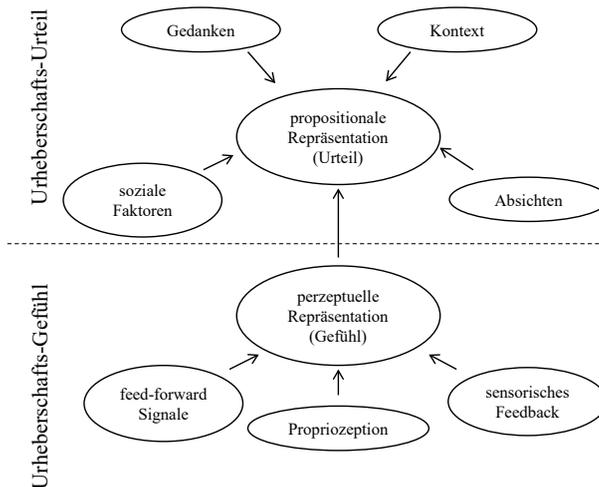 Urheberschafts-Urteil
Gedanken
Kontext
propositionale
Repräsentation
(Urteil)
soziale
Faktoren
Absichten
Urheberschafts-Gefühl
perzeptuelle
Repräsentation
(Gefühl)
feed-forward
Signale
Propriozeption
sensorisches
Feedback